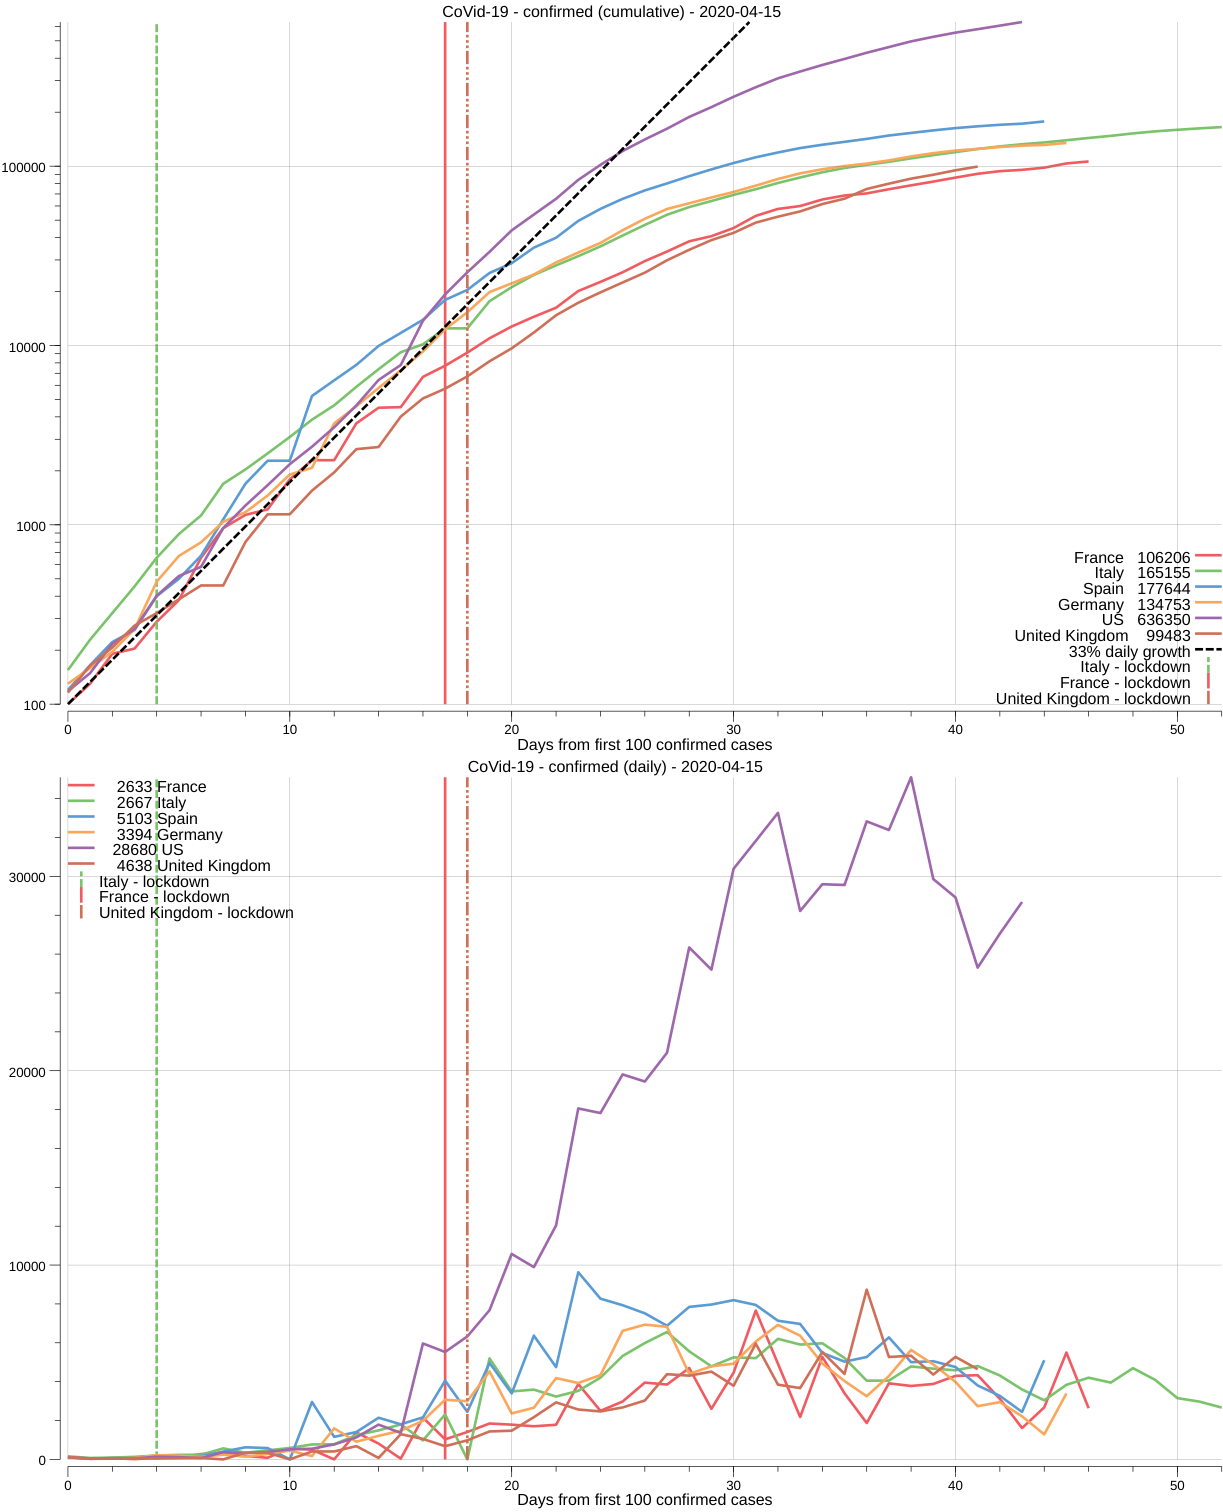 CoVid-19 - confirmed (cumulative) - 2020-04-15
100000
10000
1000
100
France 106206
Italy 165155
Spain 177644
Germany 134753
US 636350
United Kingdom 99483
33% daily growth
Italy - lockdown
France - lockdown
United Kingdom - lockdown
0 10 20 30 40 50
Days from first 100 confirmed cases
CoVid-19 - confirmed (daily) - 2020-04-15
2633 France
2667 Italy
5103 Spain
3394 Germany
28680 US
4638 United Kingdom
Italy - lockdown
France - lockdown
United Kingdom - lockdown
30000
20000
10000
0
0 10 20 30 40 50
Days from first 100 confirmed cases